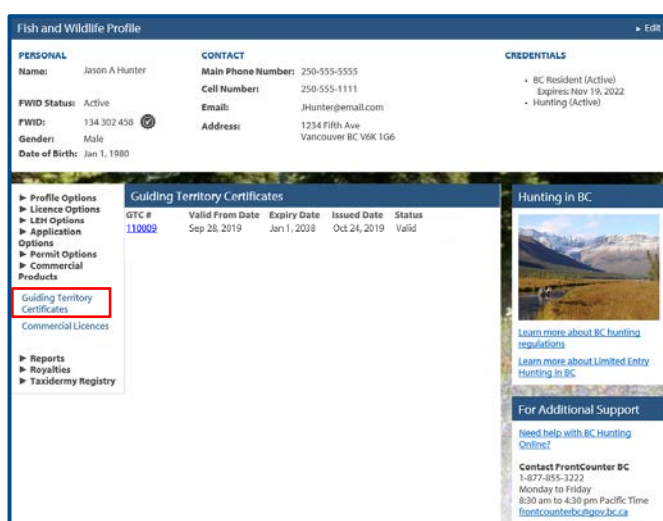 Fish and Wildlife Profile
▸ Edit
PERSONAL
Name: Jason A Hunter
FWID Status: Active
FWID: 134 302 458
Gender: Male
Date of Birth: Jan 1, 1980
CONTACT
Main Phone Number: 250-555-5555
Cell Number: 250-555-1111
Email: JHunter@email.com
Address: 1234 Fifth Ave
Vancouver BC V6K 1G6
CREDENTIALS
• BC Resident (Active)
Expires: Nov 19, 2022
• Hunting (Active)
▶ Profile Options
▶ Licence Options
▶ LEH Options
▶ Application
Options
▶ Permit Options
▶ Commercial
Products
Guiding Territory
Certificates
Commercial Licences
▶ Reports
▶ Royalties
▶ Taxidermy Registry
Guiding Territory Certificates
GTC # Valid From Date Expiry Date Issued Date Status
110009 Sep 28, 2019 Jan 1, 2038 Oct 24, 2019 Valid
Hunting in BC
Learn more about BC hunting
regulations
Learn more about Limited Entry
Hunting in BC
For Additional Support
Need help with BC Hunting
Online?
Contact FrontCounter BC
1-877-855-3222
Monday to Friday
8:30 am to 4:30 pm Pacific Time
frontcounterbc@gov.bc.ca